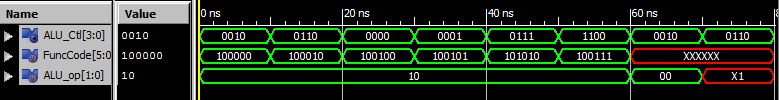 Name Value 0 ns 20 ns 40 ns 60 ns 80 ns
ALU_Ctl[3:0] 0010 0010 0110 0000 0001 0111 1100 0010 0110
FuncCode[5:0 100000 100000 100010 100100 100101 101010 100111 XXXXXX
ALU_op[1:0] 10 10 00 X1